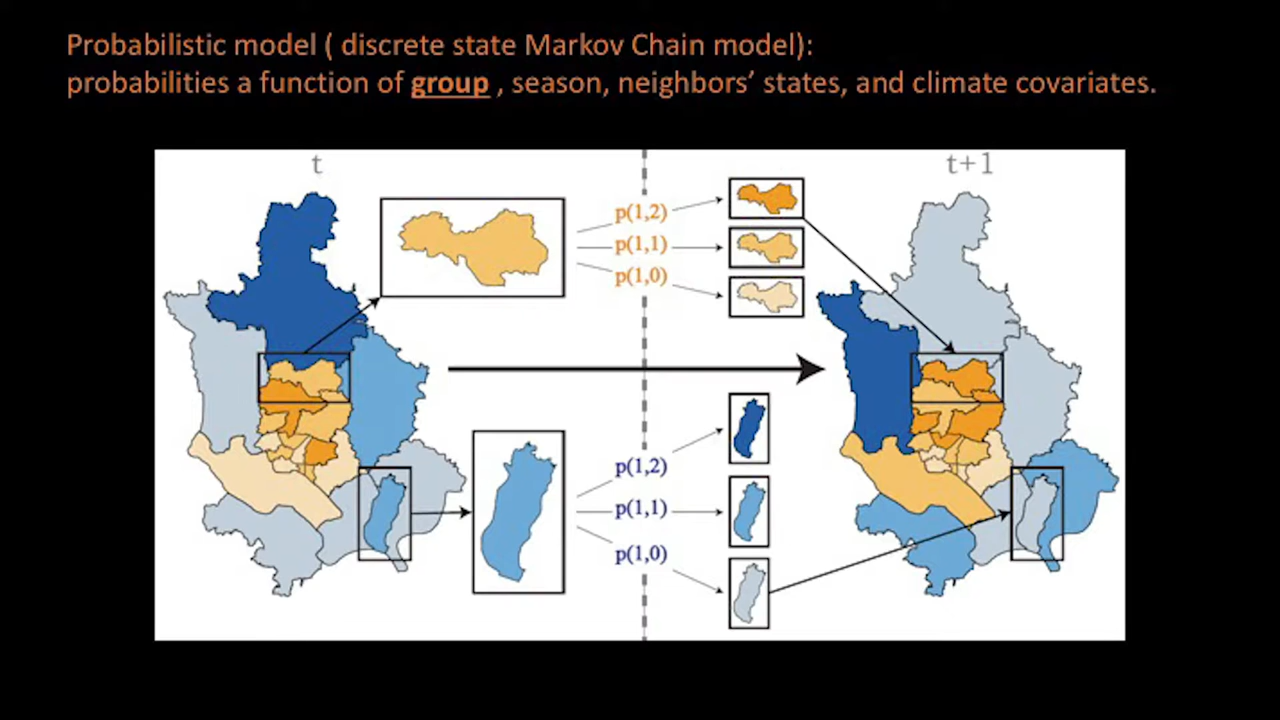 Probabilistic model ( discrete state Markov Chain model):
probabilities a function of group , season, neighbors’ states, and climate covariates.
t
t+1
p(1,2)
p(1,1)
p(1,0)
p(1,2)
p(1,1)
p(1,0)